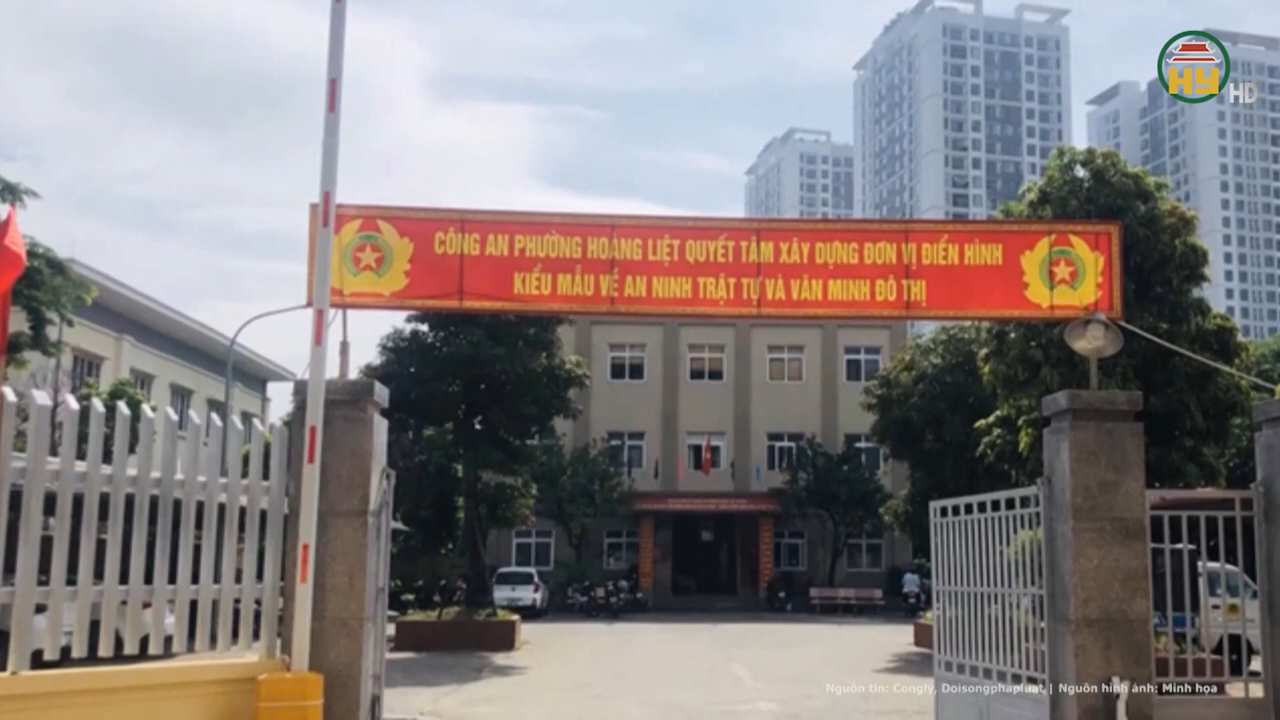 HY HD
CÔNG AN PHƯỜNG HOÀNG LIỆT QUYẾT TÂM XÂY DỰNG ĐƠN VỊ ĐIỂN HÌNH
KIỂU MẪU VỀ AN NINH TRẬT TỰ VÀ VĂN MINH ĐÔ THỊ
Nguồn tin: Congly, Doisongphapluat, | Nguồn hình ảnh: Minh họa